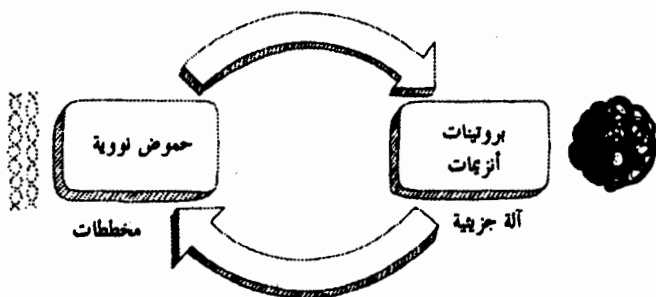 حموض نووية
مخططات
بروتينات
أنزيمات
آلة جزيئية